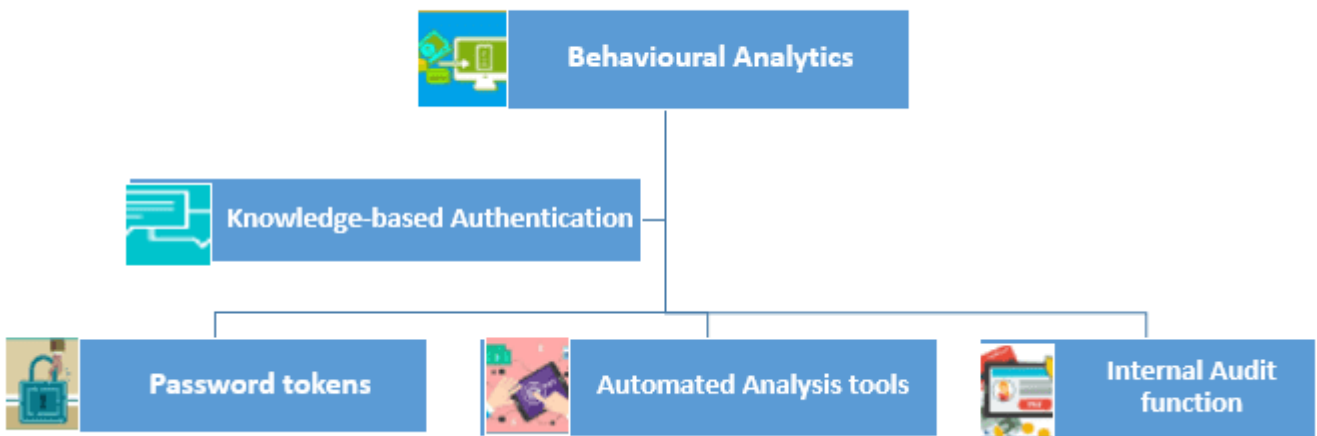 Behavioural Analytics
Knowledge-based Authentication
Password tokens
Automated Analysis tools
Internal Audit
function